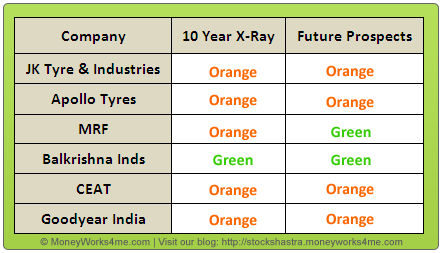 Company 10 Year X-Ray Future Prospects
JK Tyre & Industries Orange Orange
Apollo Tyres Orange Orange
MRF Orange Green
Balkrishna Inds Green Green
CEAT Orange Orange
Goodyear India Orange Orange
© MoneyWorks4me.com | Visit our blog: http://stockshastra.moneyworks4me.com